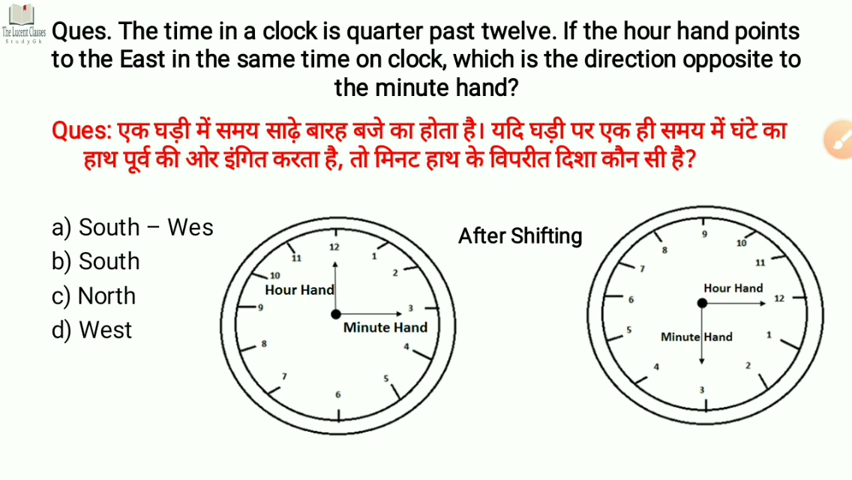 The Lucent Classes
StudyGk
Ques. The time in a clock is quarter past twelve. If the hour hand points
to the East in the same time on clock, which is the direction opposite to
the minute hand?
Ques: एक घड़ी में समय साढ़े बारह बजे का होता है। यदि घड़ी पर एक ही समय में घंटे का
हाथ पूर्व की ओर इंगित करता है, तो मिनट हाथ के विपरीत दिशा कौन सी है?
a) South – Wes
b) South
c) North
d) West
12
1
2
3
4
5
6
7
8
9
10
11
Hour Hand
Minute Hand
After Shifting
9
10
11
12
1
2
3
4
5
6
7
8
Hour Hand
Minute Hand